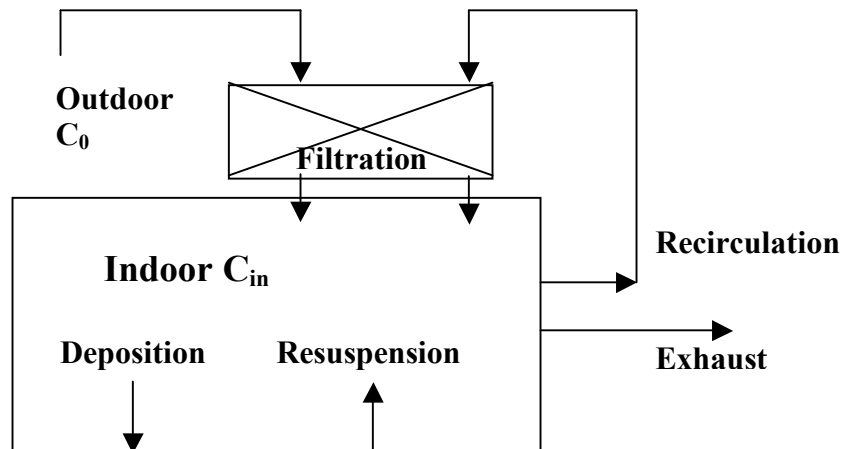 Outdoor
C₀
Filtration
Recirculation
Indoor Cᵢₙ
Deposition Resuspension
Exhaust